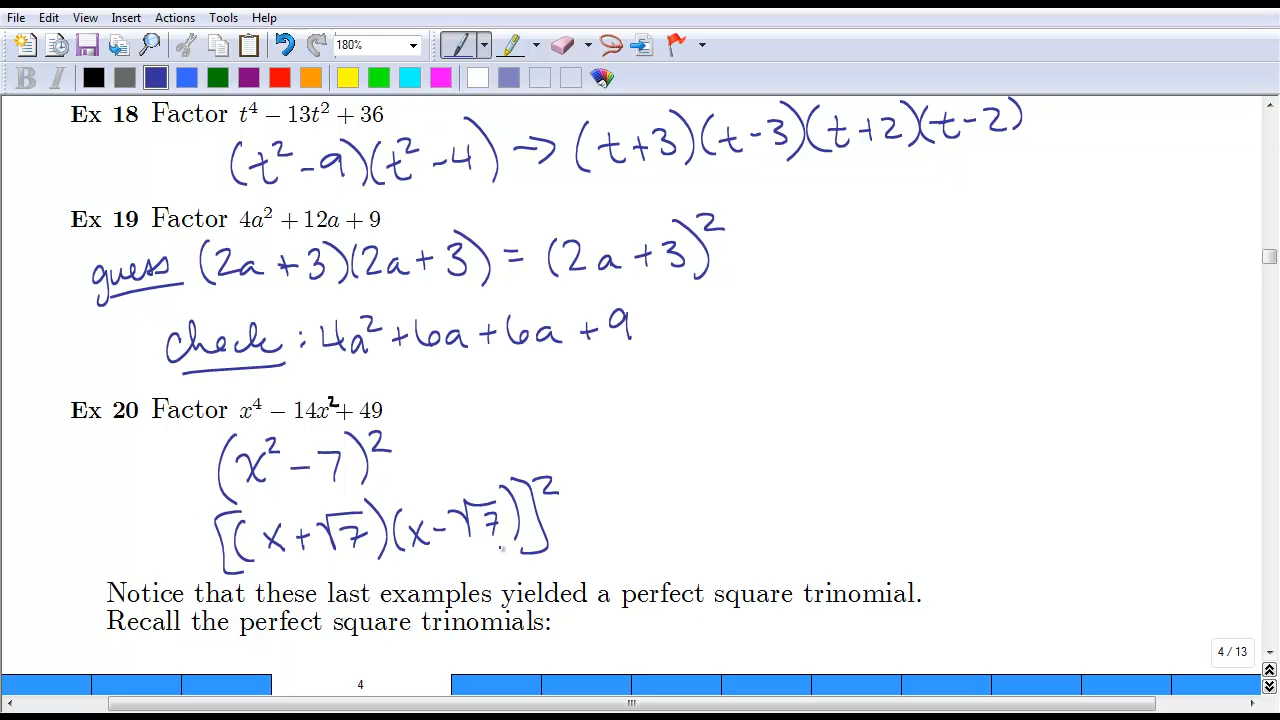 File Edit View Insert Actions Tools Help
180%
B I
Ex 18 Factor t⁴ − 13t² + 36
(t² − 9)(t² − 4) → (t + 3)(t − 3)(t + 2)(t − 2)
Ex 19 Factor 4a² + 12a + 9
guess (2a + 3)(2a + 3) = (2a + 3)²
check : 4a² + 6a + 6a + 9
Ex 20 Factor x⁴ − 14x² + 49
(x² − 7)²
[(x + √7)(x − √7)]²
Notice that these last examples yielded a perfect square trinomial.
Recall the perfect square trinomials:
4 / 13
4